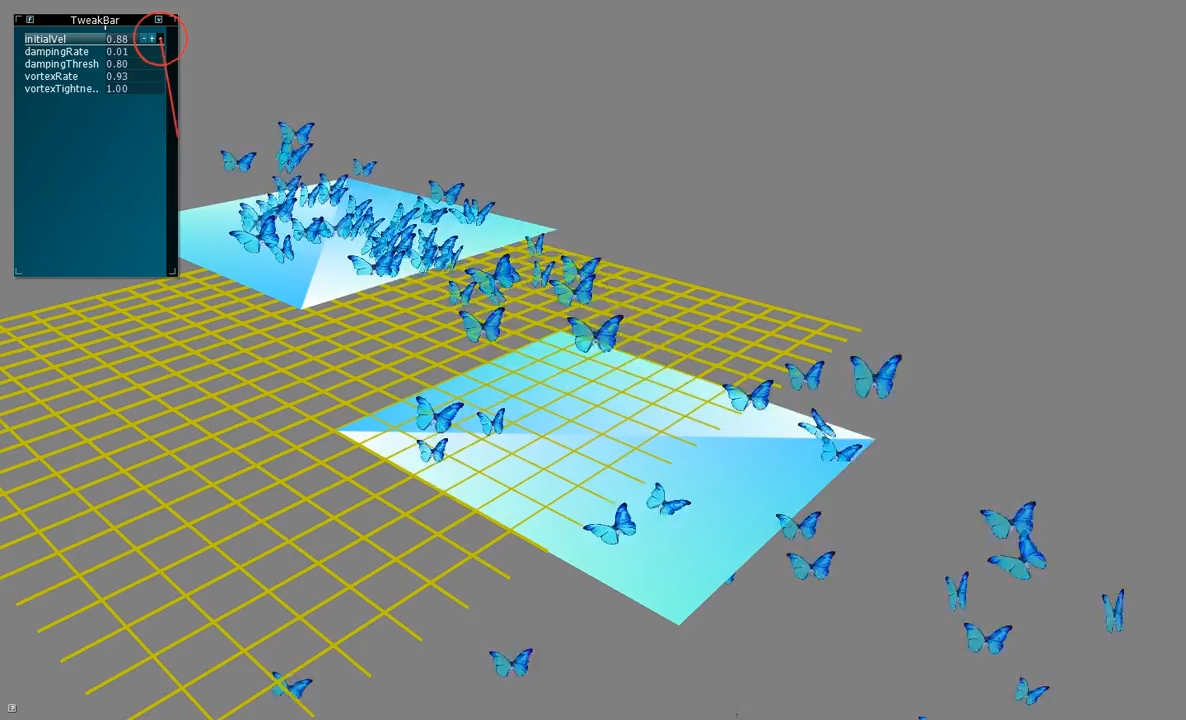 TweakBar
initialVel 0.88 - +
dampingRate 0.01
dampingThresh 0.80
vortexRate 0.93
vortexTightne.. 1.00
?